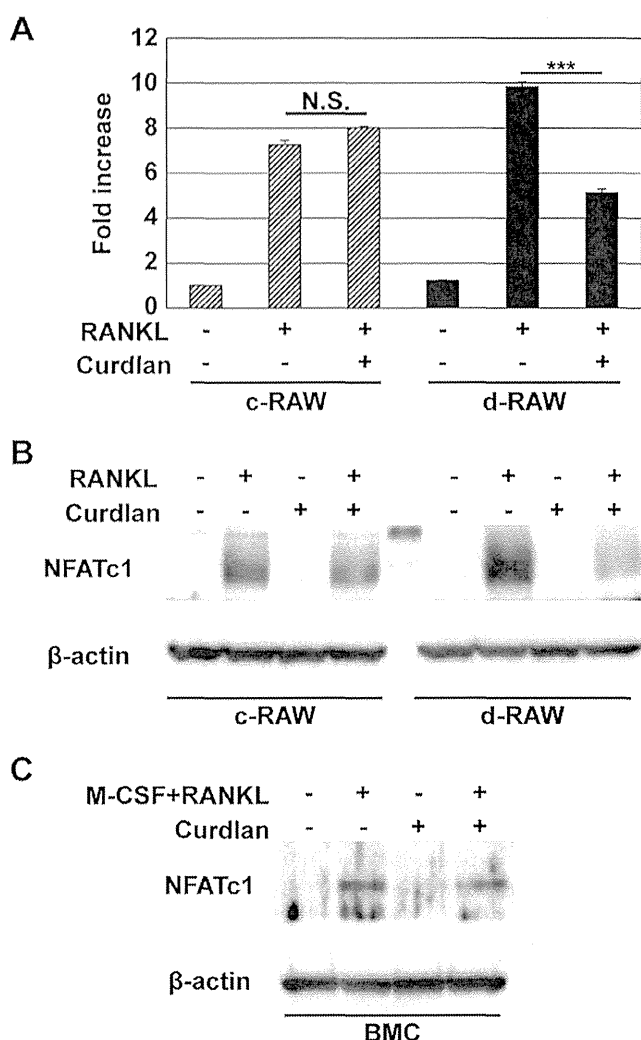 A
12
10
8
6
4
2
0
Fold increase
N.S.
***
RANKL - + + - + +
Curdlan - - + - - +
c-RAW d-RAW
B
RANKL - + - + - + - +
Curdlan - - + + - - + +
NFATc1
β-actin
c-RAW d-RAW
C
M-CSF+RANKL - + - +
Curdlan - - + +
NFATc1
β-actin
BMC